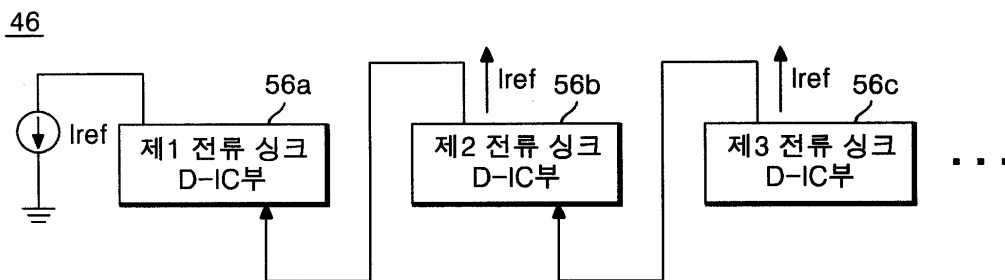 46
Iref
56a
제1 전류 싱크
D-IC부
Iref
56b
제2 전류 싱크
D-IC부
Iref
56c
제3 전류 싱크
D-IC부
...